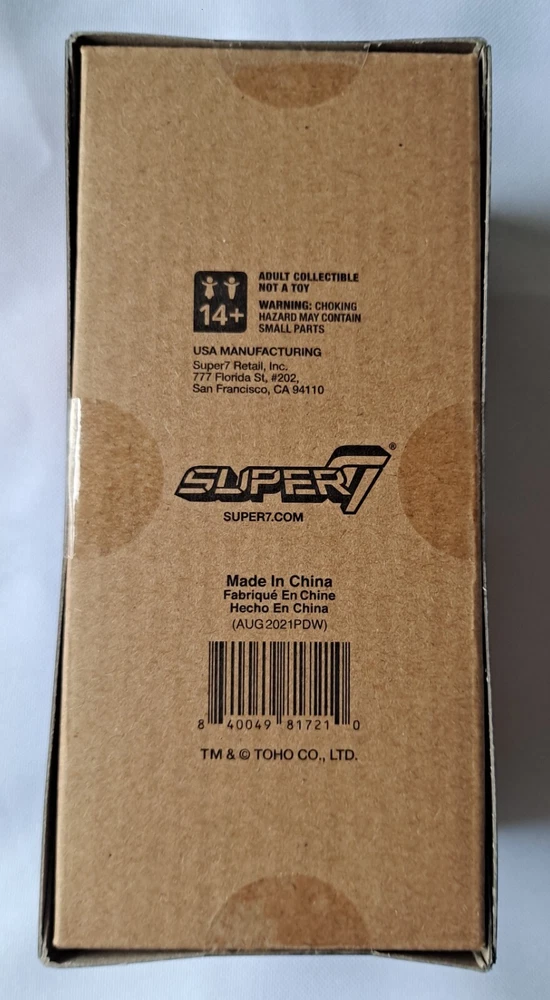 14+
ADULT COLLECTIBLE
NOT A TOY
WARNING: CHOKING
HAZARD MAY CONTAIN
SMALL PARTS
USA MANUFACTURING
Super7 Retail, Inc.
777 Florida St, #202,
San Francisco, CA 94110
SUPER7®
SUPER7.COM
Made In China
Fabriqué En Chine
Hecho En China
(AUG2021PDW)
8 40049 81721 0
TM & © TOHO CO., LTD.